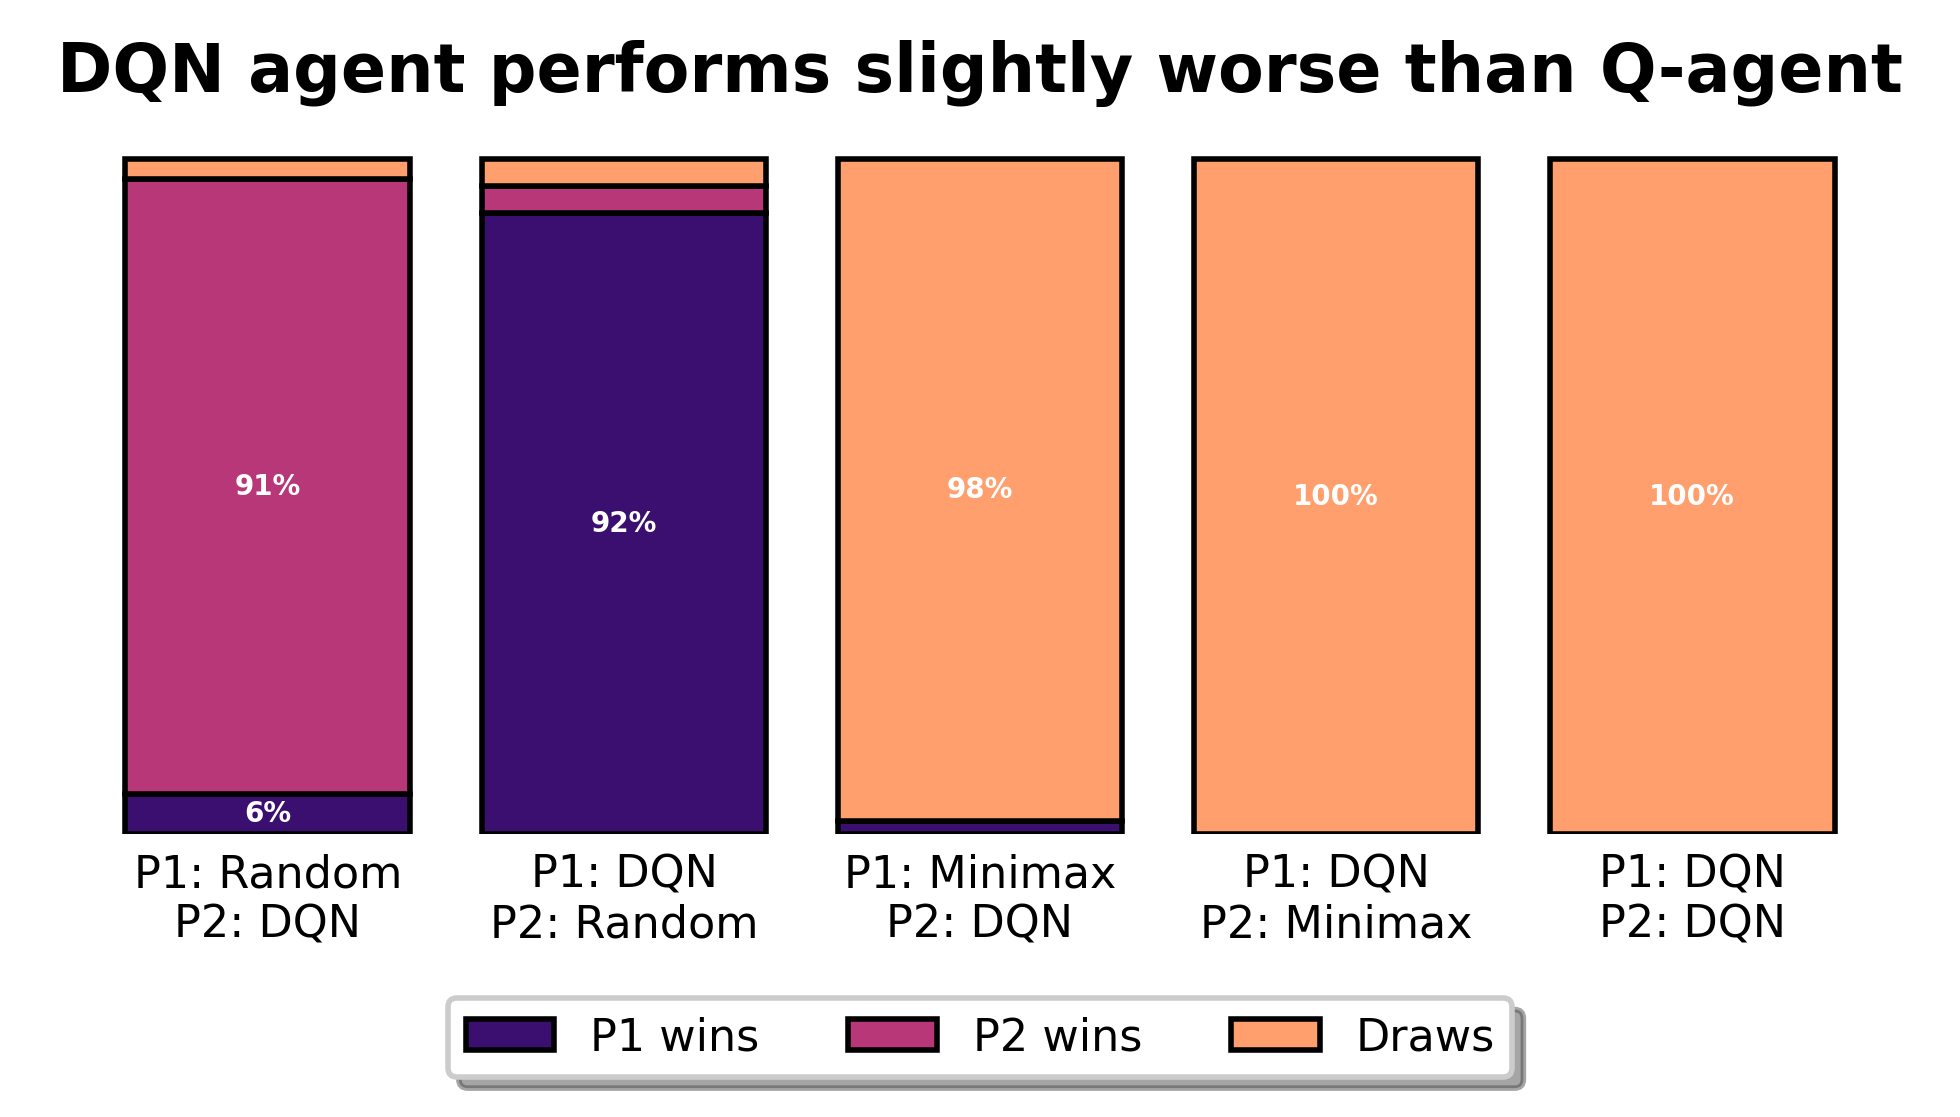 DQN agent performs slightly worse than Q-agent
91%
6%
92%
98%
100%
100%
P1: Random
P2: DQN
P1: DQN
P2: Random
P1: Minimax
P2: DQN
P1: DQN
P2: Minimax
P1: DQN
P2: DQN
P1 wins
P2 wins
Draws